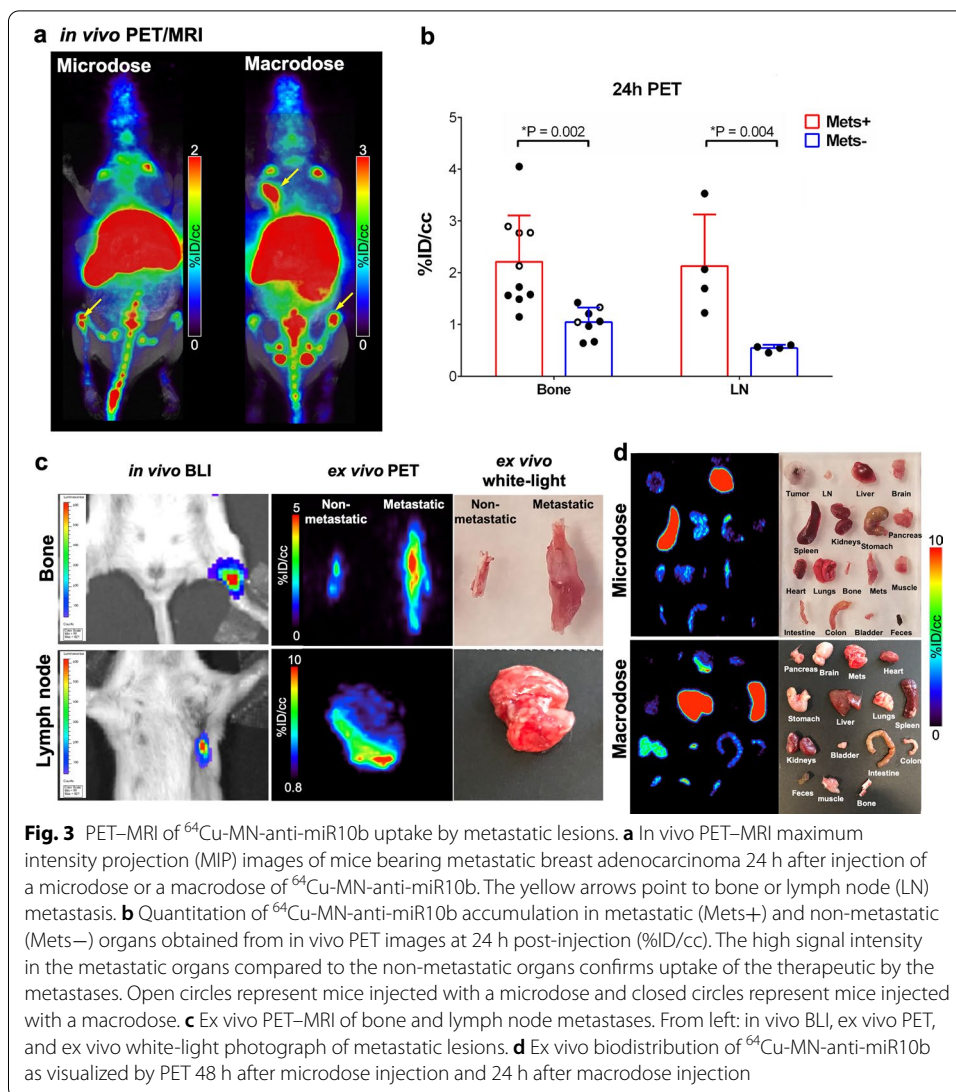 a in vivo PET/MRI
Microdose
Macrodose
2
%ID/cc
0
3
%ID/cc
0
b
24h PET
Mets+
Mets-
*P = 0.002
*P = 0.004
5
4
3
2
1
0
%ID/cc
Bone
LN
c
in vivo BLI
ex vivo PET
ex vivo
white-light
Bone
Non-
metastatic
Metastatic
5
%ID/cc
0
Non-
metastatic
Metastatic
Lymph node
10
%ID/cc
0.8
d
Microdose
Tumor
LN
Liver
Brain
Spleen
Kidneys
Stomach
Pancreas
Heart
Lungs
Bone
Mets
Muscle
Intestine
Colon
Bladder
Feces
10
%ID/cc
0
Macrodose
Pancreas
Brain
Mets
Heart
Stomach
Liver
Lungs
Spleen
Kidneys
Bladder
Intestine
Colon
Feces
muscle
Bone
Fig. 3 PET–MRI of ⁶⁴Cu-MN-anti-miR10b uptake by metastatic lesions. a In vivo PET–MRI maximum
intensity projection (MIP) images of mice bearing metastatic breast adenocarcinoma 24 h after injection of
a microdose or a macrodose of ⁶⁴Cu-MN-anti-miR10b. The yellow arrows point to bone or lymph node (LN)
metastasis. b Quantitation of ⁶⁴Cu-MN-anti-miR10b accumulation in metastatic (Mets+) and non-metastatic
(Mets−) organs obtained from in vivo PET images at 24 h post-injection (%ID/cc). The high signal intensity
in the metastatic organs compared to the non-metastatic organs confirms uptake of the therapeutic by the
metastases. Open circles represent mice injected with a microdose and closed circles represent mice injected
with a macrodose. c Ex vivo PET–MRI of bone and lymph node metastases. From left: in vivo BLI, ex vivo PET,
and ex vivo white-light photograph of metastatic lesions. d Ex vivo biodistribution of ⁶⁴Cu-MN-anti-miR10b
as visualized by PET 48 h after microdose injection and 24 h after macrodose injection